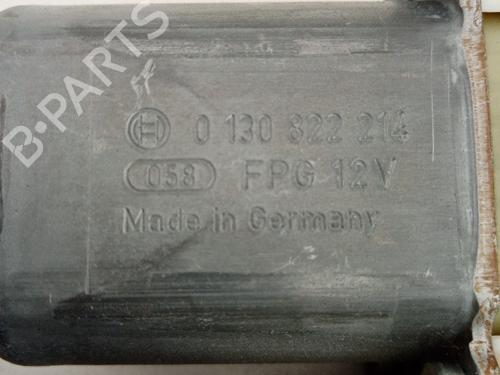 B-PARTS
0 130 822 214
058 FPG 12V
Made in Germany